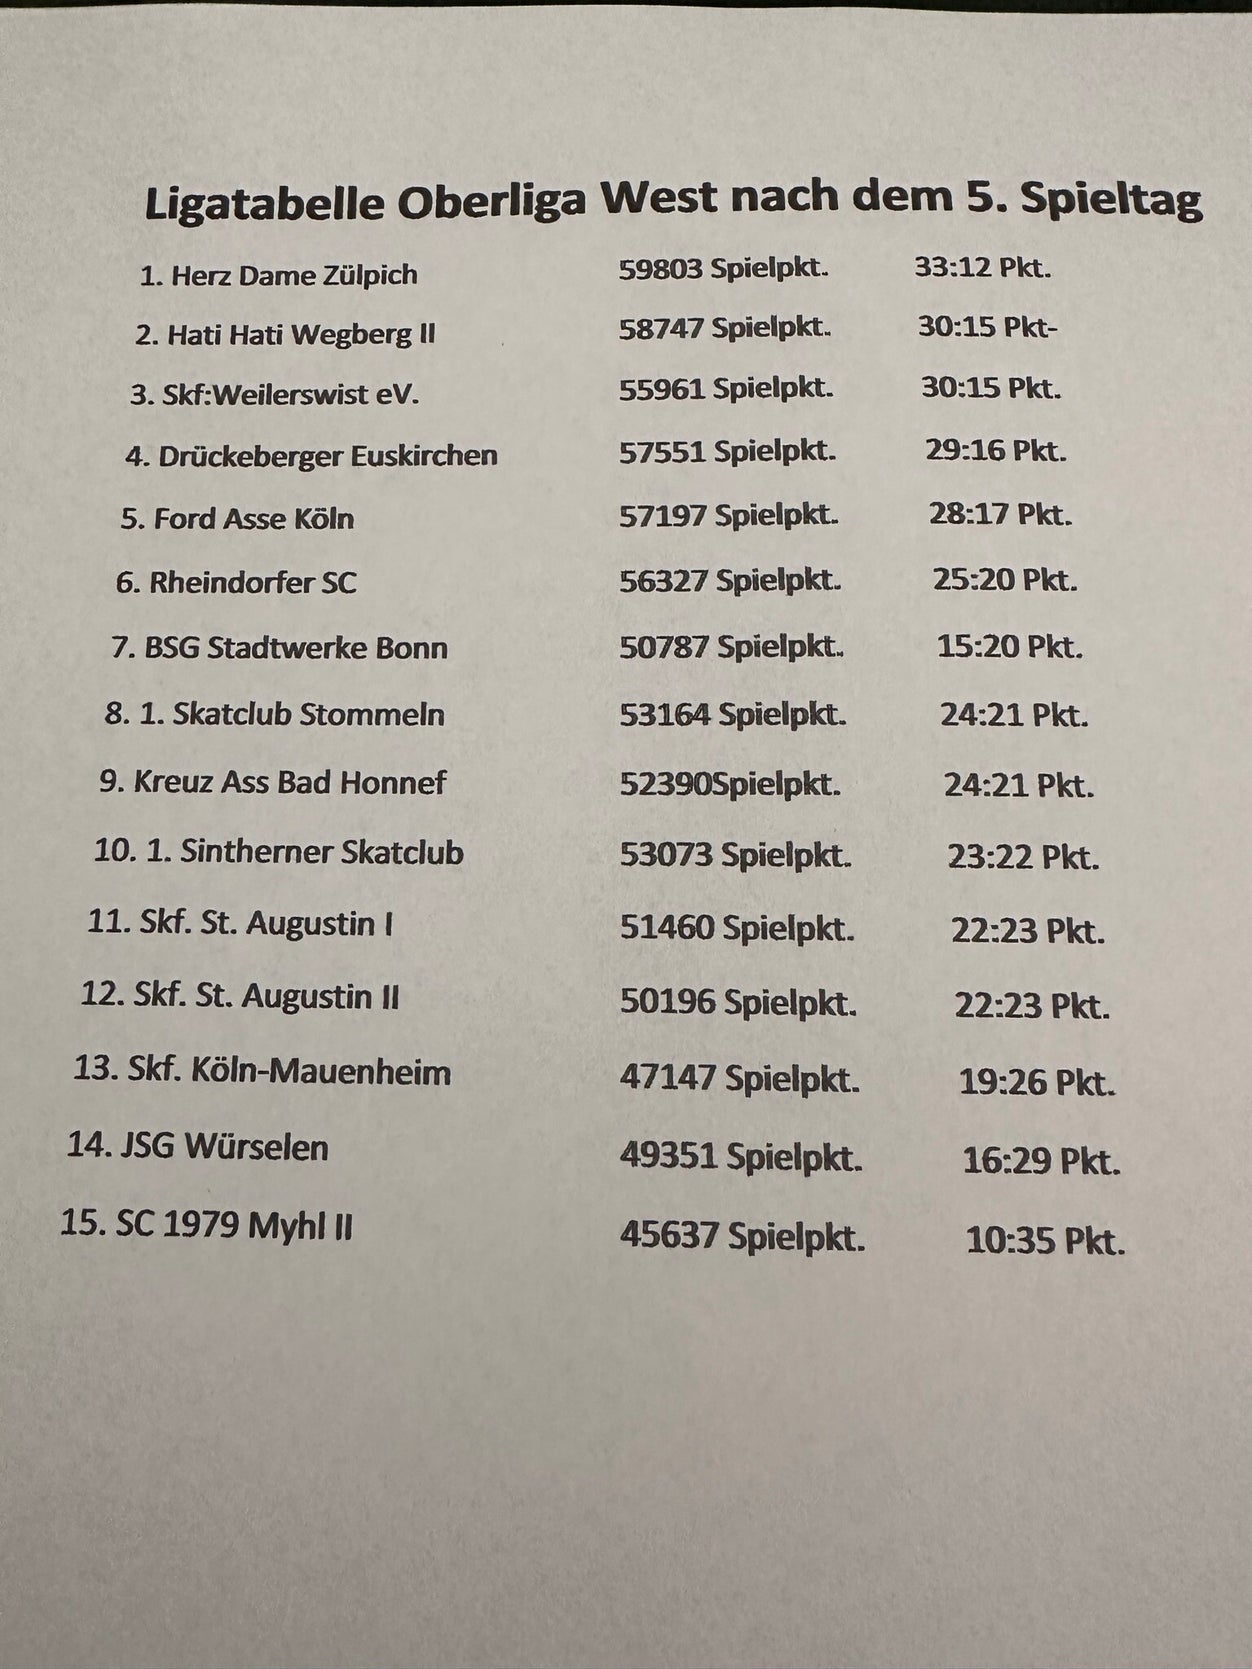 Ligatabelle Oberliga West nach dem 5. Spieltag
1. Herz Dame Zülpich 59803 Spielpkt. 33:12 Pkt.
2. Hati Hati Wegberg II 58747 Spielpkt. 30:15 Pkt-
3. Skf:Weilerswist eV. 55961 Spielpkt. 30:15 Pkt.
4. Drückeberger Euskirchen 57551 Spielpkt. 29:16 Pkt.
5. Ford Asse Köln 57197 Spielpkt. 28:17 Pkt.
6. Rheindorfer SC 56327 Spielpkt. 25:20 Pkt.
7. BSG Stadtwerke Bonn 50787 Spielpkt. 15:20 Pkt.
8. 1. Skatclub Stommeln 53164 Spielpkt. 24:21 Pkt.
9. Kreuz Ass Bad Honnef 52390Spielpkt. 24:21 Pkt.
10. 1. Sintherner Skatclub 53073 Spielpkt. 23:22 Pkt.
11. Skf. St. Augustin I 51460 Spielpkt. 22:23 Pkt.
12. Skf. St. Augustin II 50196 Spielpkt. 22:23 Pkt.
13. Skf. Köln-Mauenheim 47147 Spielpkt. 19:26 Pkt.
14. JSG Würselen 49351 Spielpkt. 16:29 Pkt.
15. SC 1979 Myhl II 45637 Spielpkt. 10:35 Pkt.